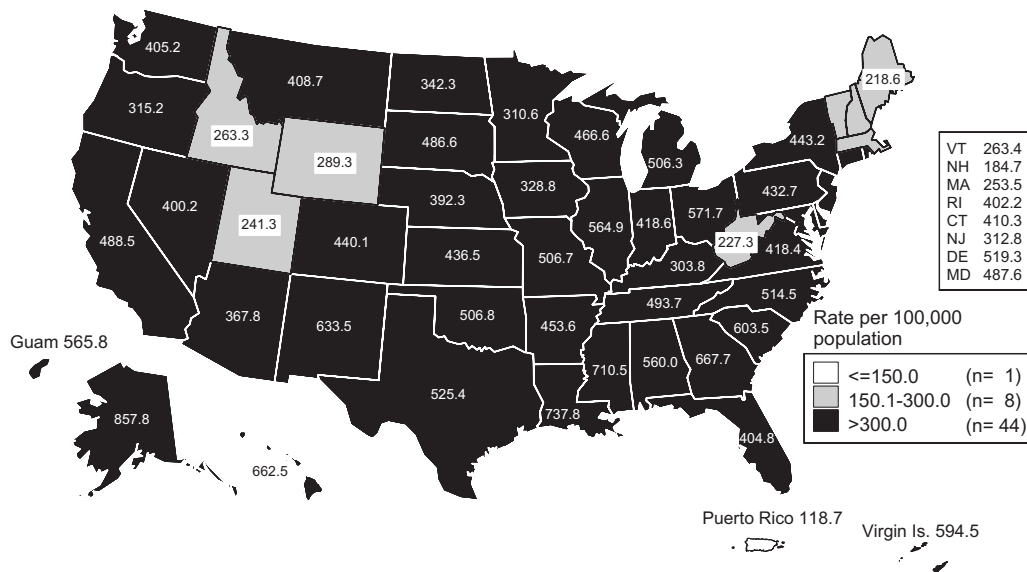 405.2
408.7
342.3
310.6
218.6
315.2
263.3
486.6
466.6
443.2
289.3
506.3
400.2
392.3
328.8
432.7
241.3
564.9
418.6
571.7
488.5
440.1
436.5
506.7
303.8
227.3
418.4
367.8
633.5
506.8
453.6
493.7
514.5
603.5
525.4
710.5
560.0
667.7
737.8
404.8
VT 263.4
NH 184.7
MA 253.5
RI 402.2
CT 410.3
NJ 312.8
DE 519.3
MD 487.6
Rate per 100,000
population
<=150.0 (n= 1)
150.1-300.0 (n= 8)
>300.0 (n= 44)
Guam 565.8
857.8
662.5
Puerto Rico 118.7
Virgin Is. 594.5